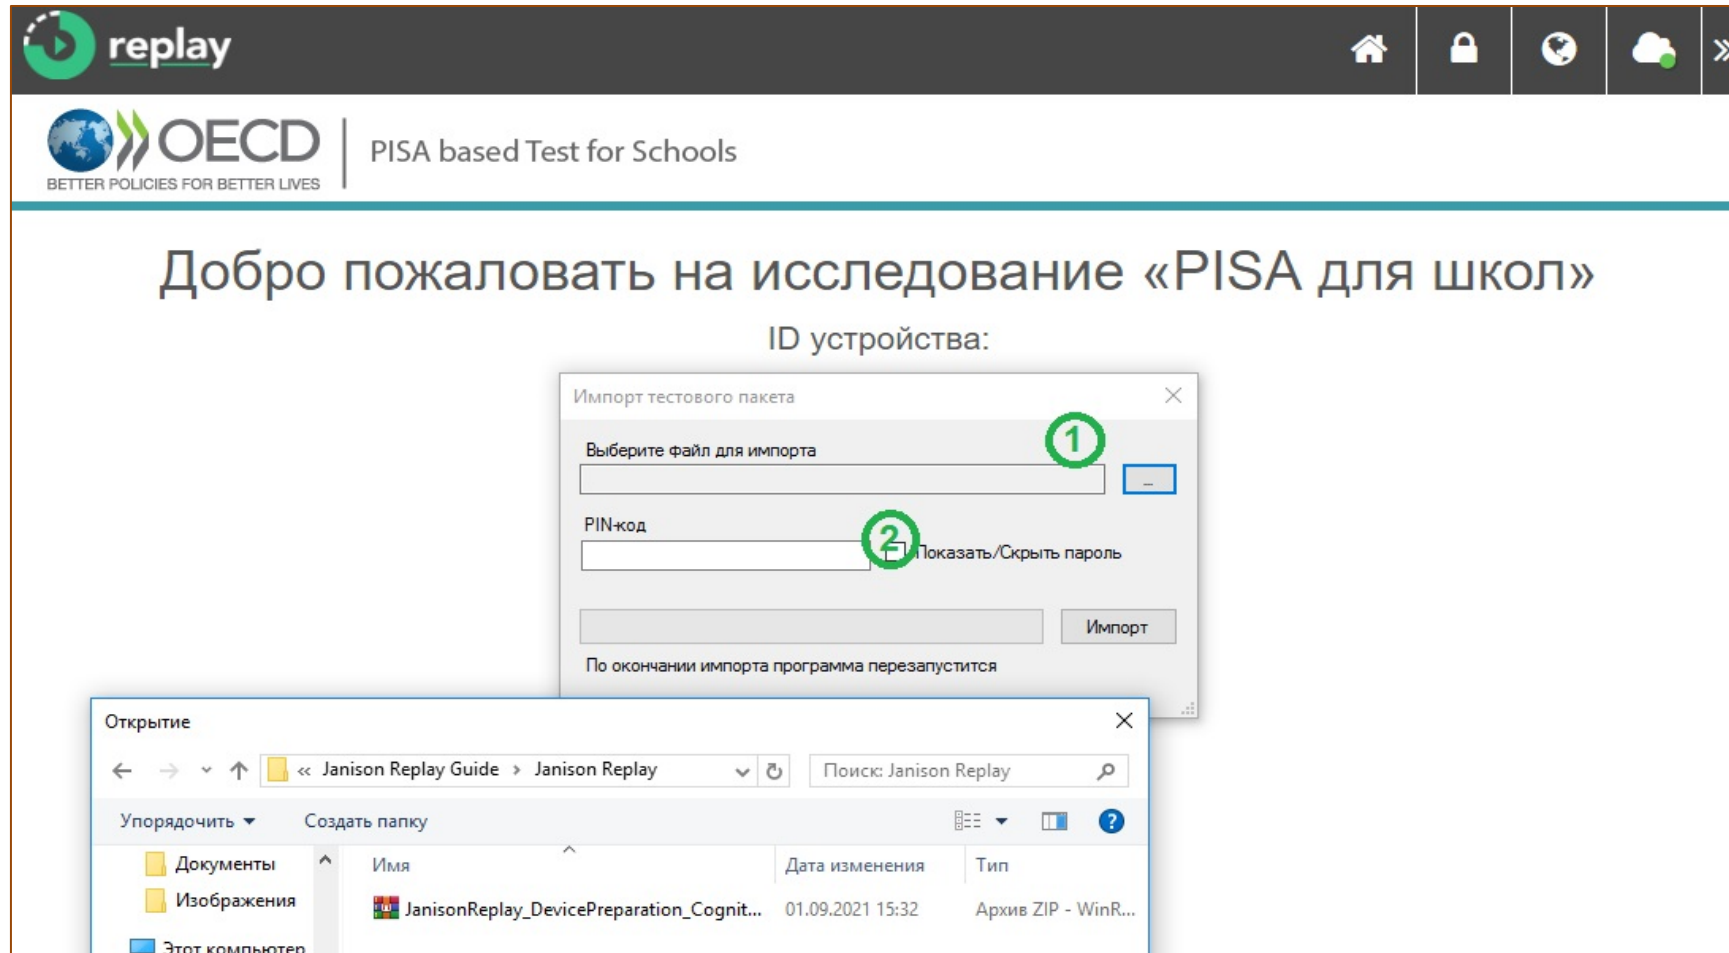 replay
OECD
BETTER POLICIES FOR BETTER LIVES
PISA based Test for Schools
Добро пожаловать на исследование «PISA для школ»
ID устройства:
Импорт тестового пакета
1
Выберите файл для импорта
...
PIN-код
2
Показать/Скрыть пароль
Импорт
По окончании импорта программа перезапустится
Открытие
« Janison Replay Guide › Janison Replay
Поиск: Janison Replay
Упорядочить
Создать папку
?
Документы
Имя
Дата изменения
Тип
Изображения
JanisonReplay_DevicePreparation_Cognit...
01.09.2021 15:32
Архив ZIP - WinR...
Этот компьютер